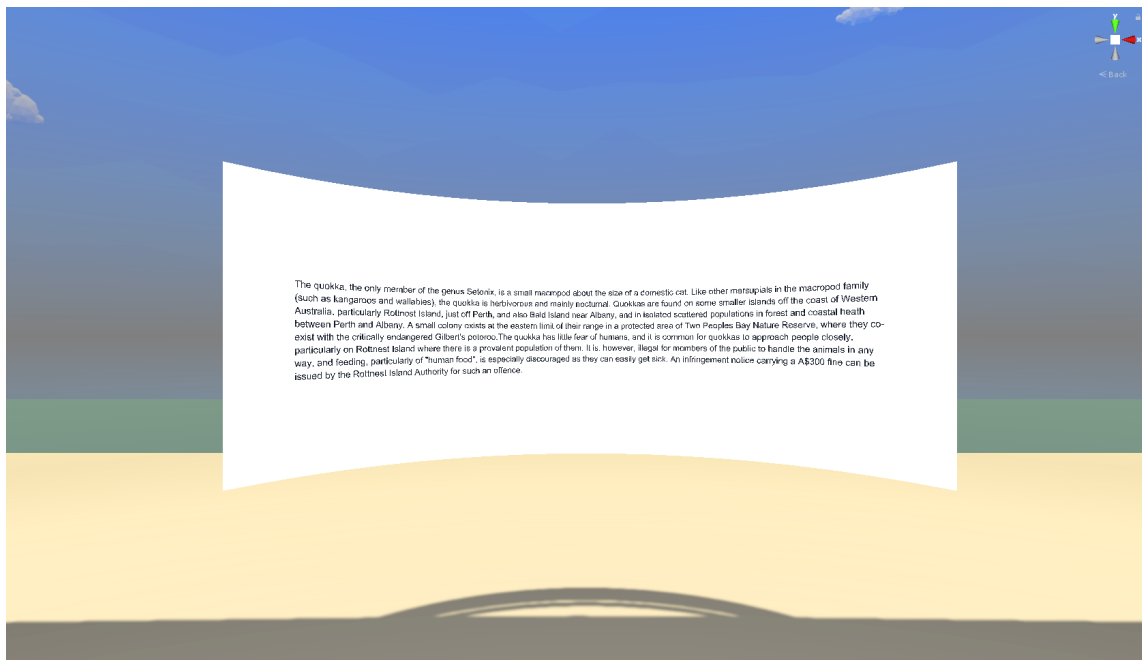 The quokka, the only member of the genus Setonix, is a small macropod about the size of a domestic cat. Like other marsupials in the macropod family
(such as kangaroos and wallabies), the quokka is herbivorous and mainly nocturnal. Quokkas are found on some smaller islands off the coast of Western
Australia, particularly Rottnest Island, just off Perth, and also Bald Island near Albany, and in isolated scattered populations in forest and coastal heath
between Perth and Albany. A small colony exists at the eastern limit of their range in a protected area of Two Peoples Bay Nature Reserve, where they co-
exist with the critically endangered Gilbert's potoroo.The quokka has little fear of humans, and it is common for quokkas to approach people closely,
particularly on Rottnest Island where there is a prevalent population of them. It is, however, illegal for members of the public to handle the animals in any
way, and feeding, particularly of "human food", is especially discouraged as they can easily get sick. An infringement notice carrying a A$300 fine can be
issued by the Rottnest Island Authority for such an offence.
y
x
< Back